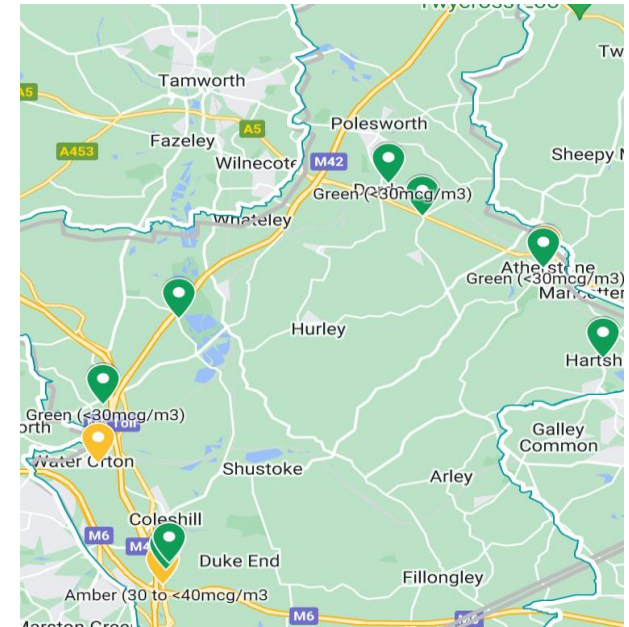 Tw
Tamworth
A5
A5
Polesworth
A453
Fazeley
Wilnecote
M42
Sheepy
Green (<30mcg/m3)
Whateley
Atherstone
Green (<30mcg/m3)
Hurley
Hartsh
Green (<30mcg/m3)
orth
Toll
Galley
Common
Water Orton
Shustoke
Arley
Coleshill
M6
M4
Duke End
Fillongley
Amber (30 to <40mcg/m3
M6